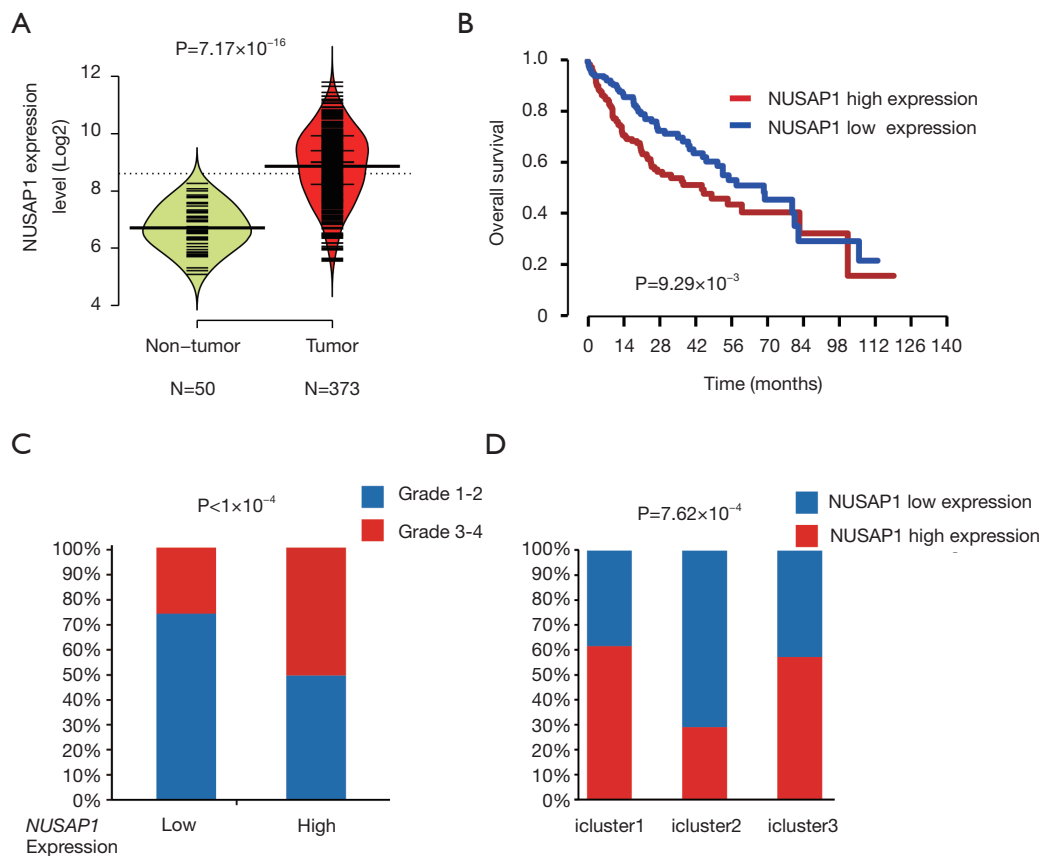 A
P=7.17×10⁻¹⁶
NUSAP1 expression
level (Log2)
12
10
8
6
4
Non–tumor
Tumor
N=50
N=373
B
1.0
0.8
0.6
0.4
0.2
0
Overall survival
NUSAP1 high expression
NUSAP1 low expression
P=9.29×10⁻³
0 14 28 42 56 70 84 98 112 126 140
Time (months)
C
P<1×10⁻⁴
Grade 1-2
Grade 3-4
100%
90%
80%
70%
60%
50%
40%
30%
20%
10%
0%
NUSAP1
Expression
Low
High
D
P=7.62×10⁻⁴
NUSAP1 low expression
NUSAP1 high expression
100%
90%
80%
70%
60%
50%
40%
30%
20%
10%
0%
icluster1
icluster2
icluster3